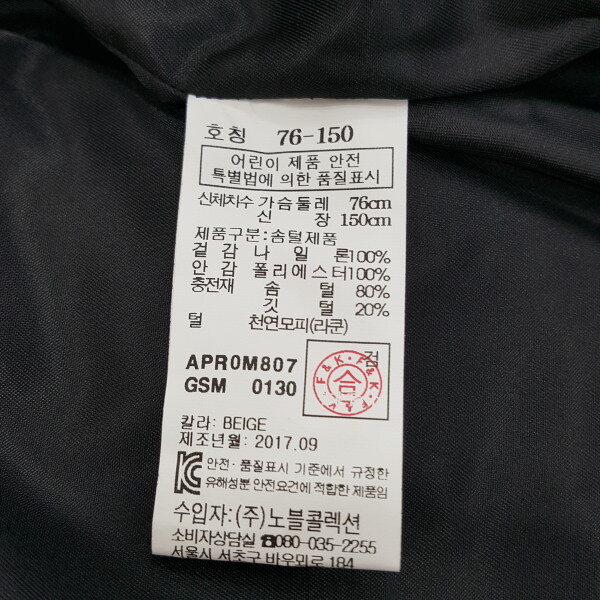 호칭 76-150
어린이 제품 안전
특별법에 의한 품질표시
신체치수 가슴둘레 76cm
신 장 150cm
제품구분:솜털제품
겉 감 나 일 론100%
안 감 폴리에스터100%
충전재 솜 털 80%
깃 털 20%
털 천연모피(라쿤)
APR0M807
GSM 0130
검
F&K·F&K·F&K
合
칼라: BEIGE
제조년월: 2017.09
안전·품질표시 기준에서 규정한
유해성분 안전요건에 적합한 제품임
수입자:(주)노블콜렉션
소비자상담실 ☎080-035-2255
서울시 서초구 바우뫼로 184